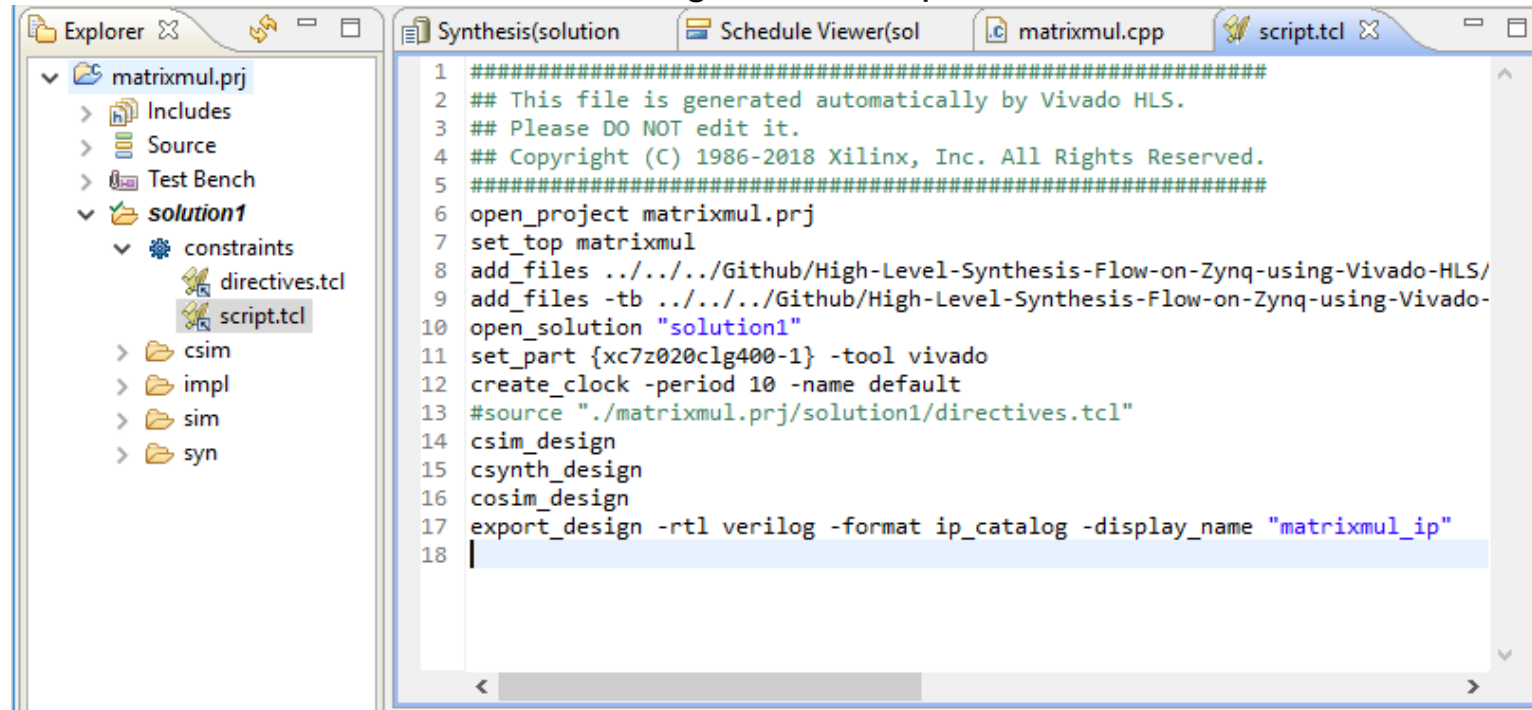 Explorer
matrixmul.prj
Includes
Source
Test Bench
solution1
constraints
directives.tcl
script.tcl
csim
impl
sim
syn
Synthesis(solution
Schedule Viewer(sol
matrixmul.cpp
script.tcl
1 ###########################################################
2 ## This file is generated automatically by Vivado HLS.
3 ## Please DO NOT edit it.
4 ## Copyright (C) 1986-2018 Xilinx, Inc. All Rights Reserved.
5 ###########################################################
6 open_project matrixmul.prj
7 set_top matrixmul
8 add_files ../../../Github/High-Level-Synthesis-Flow-on-Zynq-using-Vivado-HLS/
9 add_files -tb ../../../Github/High-Level-Synthesis-Flow-on-Zynq-using-Vivado-
10 open_solution "solution1"
11 set_part {xc7z020clg400-1} -tool vivado
12 create_clock -period 10 -name default
13 #source "./matrixmul.prj/solution1/directives.tcl"
14 csim_design
15 csynth_design
16 cosim_design
17 export_design -rtl verilog -format ip_catalog -display_name "matrixmul_ip"
18